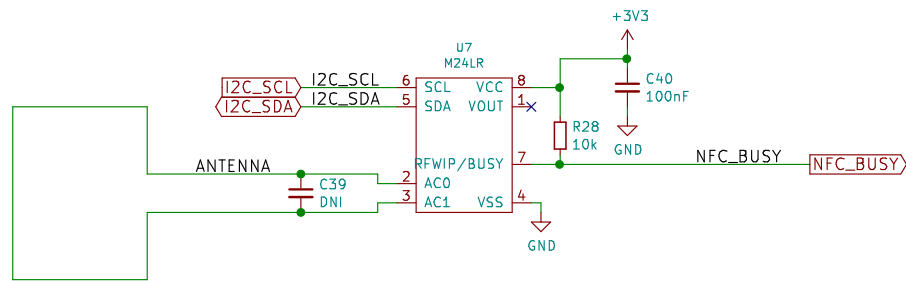 +3V3
U7
M24LR
I2C_SCL
I2C_SCL
6
SCL
VCC
8
C40
100nF
I2C_SDA
I2C_SDA
5
SDA
VOUT
1
R28
10k
GND
ANTENNA
RFWIP/BUSY
7
NFC_BUSY
NFC_BUSY
C39
DNI
2
AC0
3
AC1
VSS
4
GND